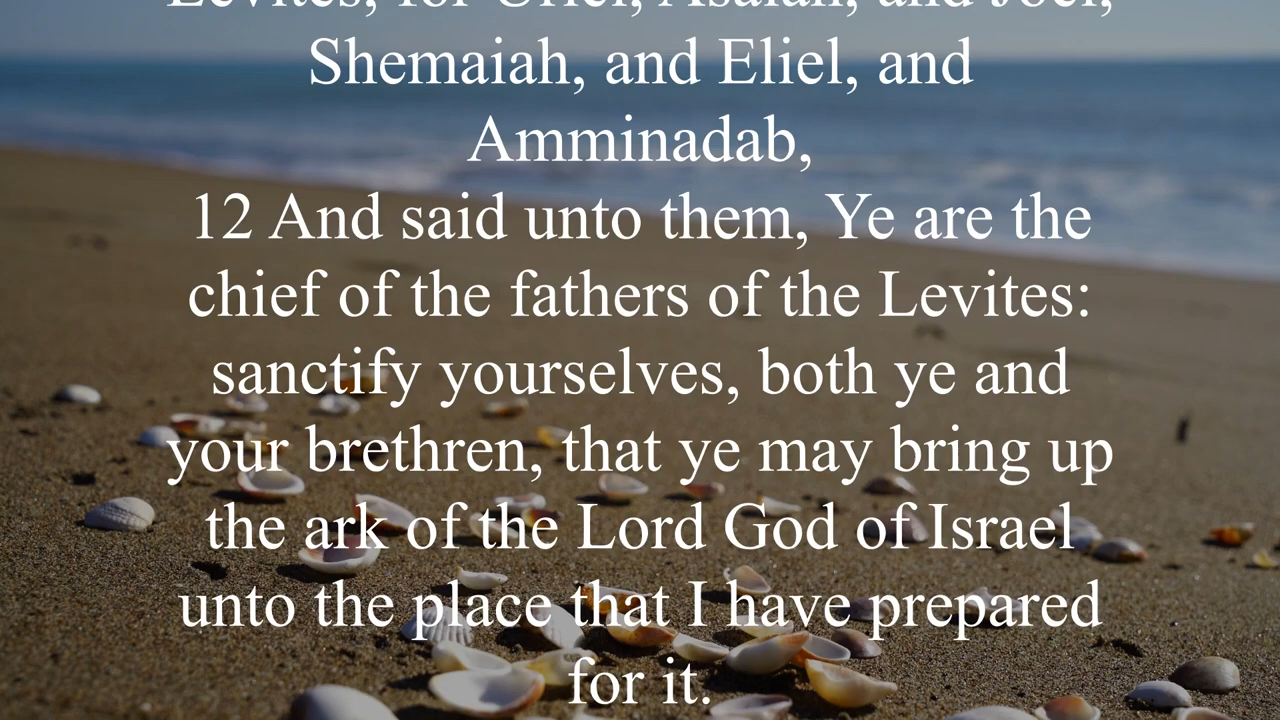 Levites, for Uriel, Asaiah, and Joel,
Shemaiah, and Eliel, and
Amminadab,
12 And said unto them, Ye are the
chief of the fathers of the Levites:
sanctify yourselves, both ye and
your brethren, that ye may bring up
the ark of the Lord God of Israel
unto the place that I have prepared
for it.